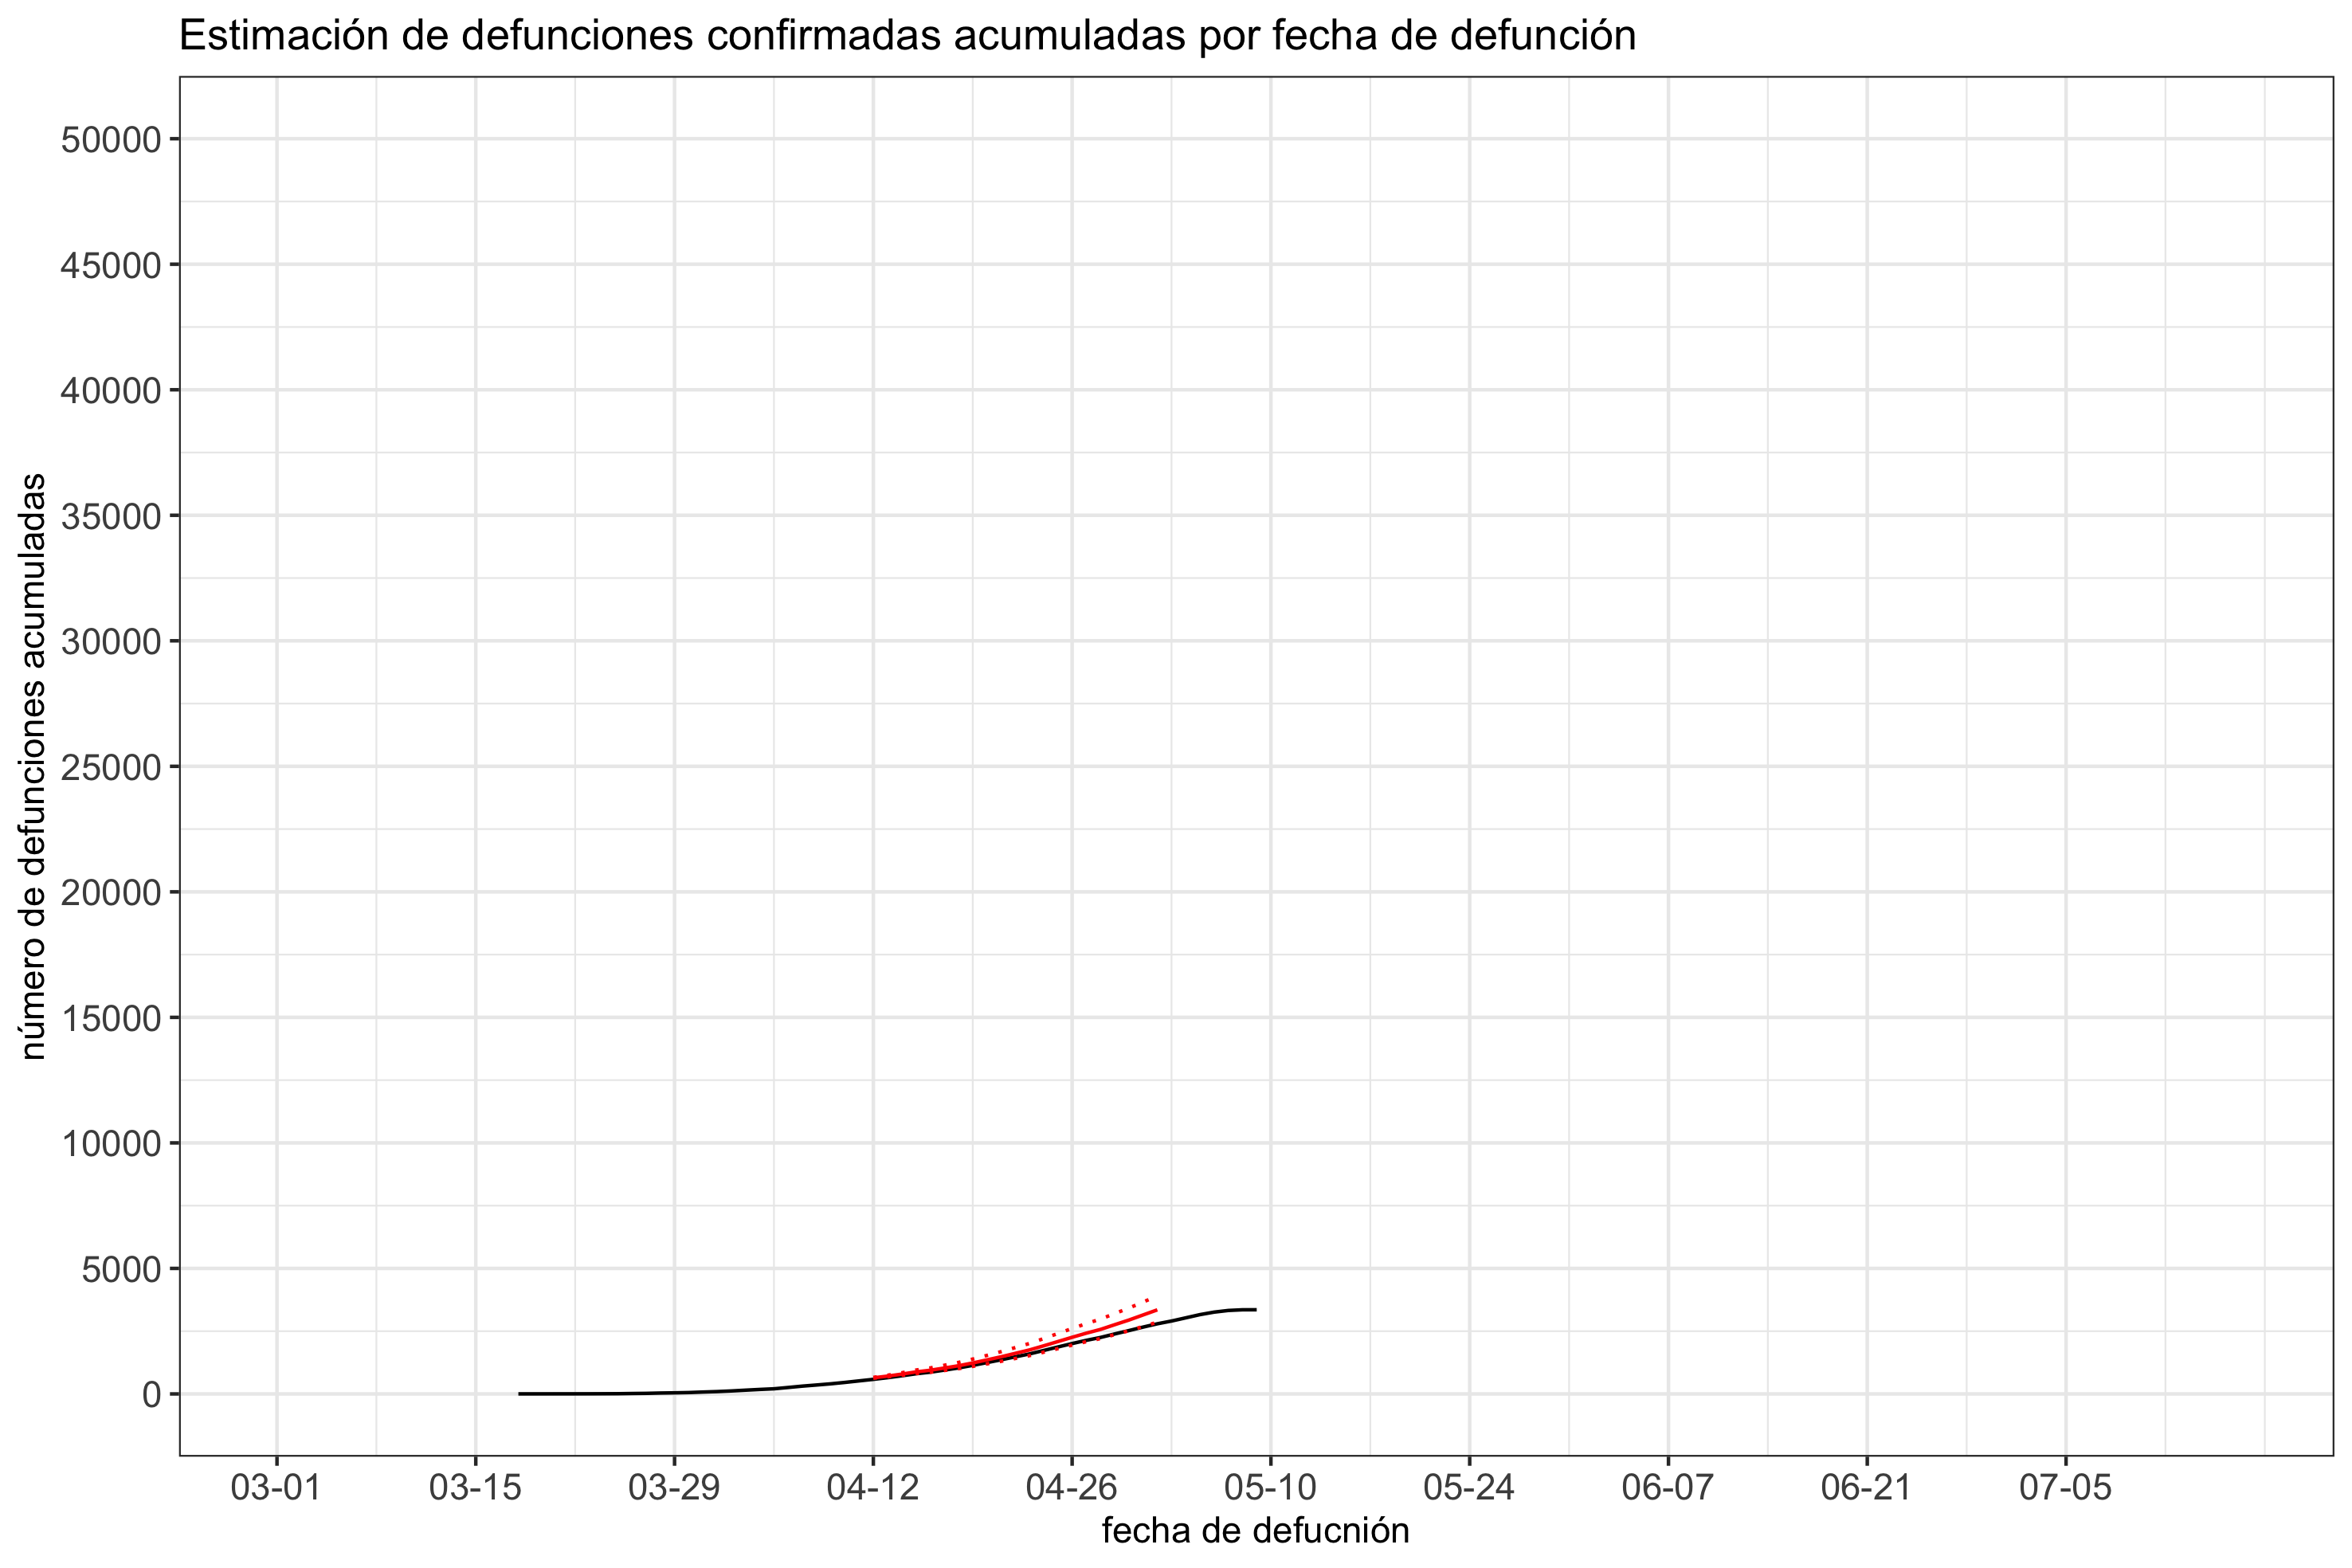 Estimación de defunciones confirmadas acumuladas por fecha de defunción
número de defunciones acumuladas
50000
45000
40000
35000
30000
25000
20000
15000
10000
5000
0
03-01 03-15 03-29 04-12 04-26 05-10 05-24 06-07 06-21 07-05
fecha de defucnión